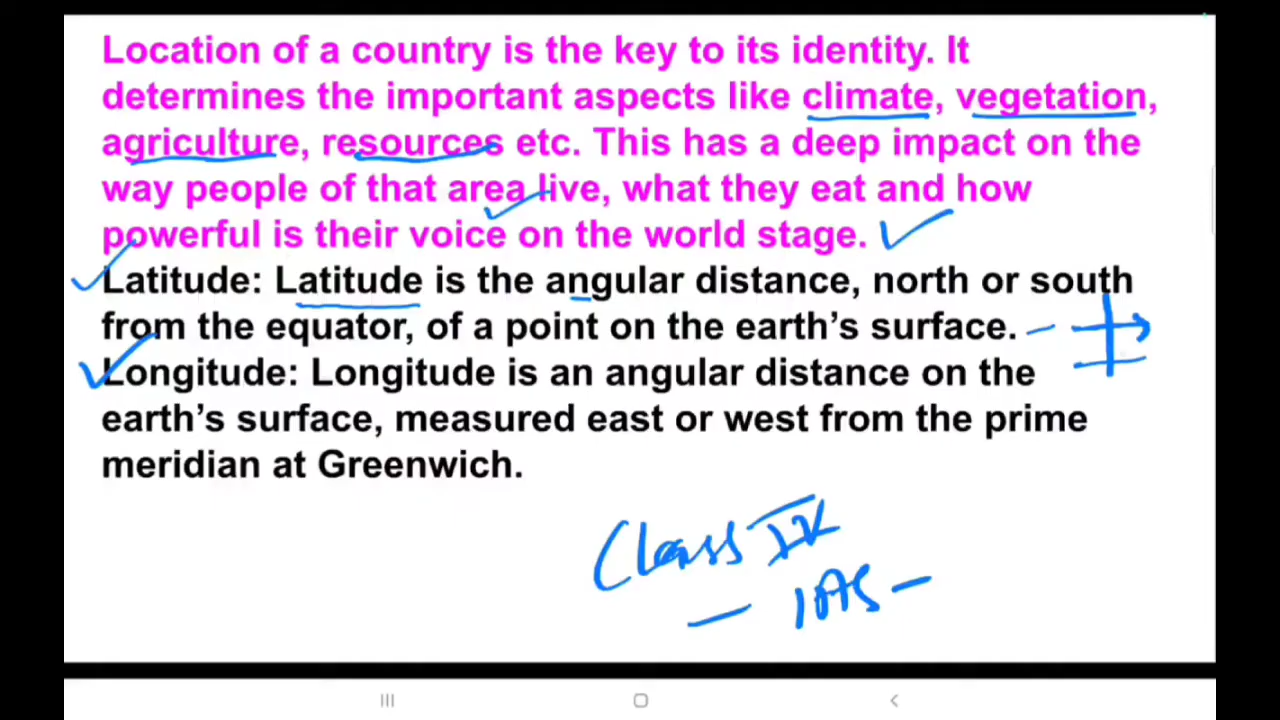 Location of a country is the key to its identity. It
determines the important aspects like climate, vegetation,
agriculture, resources etc. This has a deep impact on the
way people of that area live, what they eat and how
powerful is their voice on the world stage.
Latitude: Latitude is the angular distance, north or south
from the equator, of a point on the earth's surface.
Longitude: Longitude is an angular distance on the
earth's surface, measured east or west from the prime
meridian at Greenwich.
Class IX
- IAS -